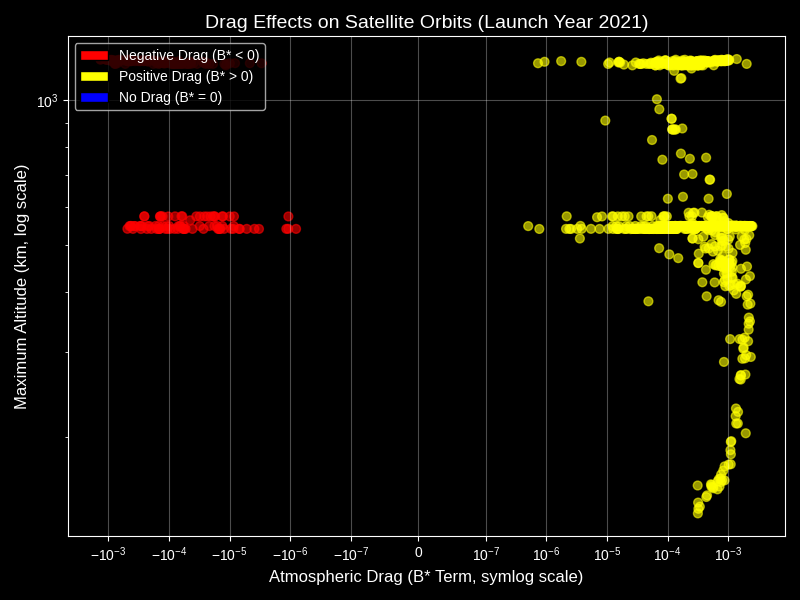 Drag Effects on Satellite Orbits (Launch Year 2021)
Negative Drag (B* < 0)
Positive Drag (B* > 0)
No Drag (B* = 0)
10³
Maximum Altitude (km, log scale)
−10⁻³ −10⁻⁴ −10⁻⁵ −10⁻⁶ −10⁻⁷ 0 10⁻⁷ 10⁻⁶ 10⁻⁵ 10⁻⁴ 10⁻³
Atmospheric Drag (B* Term, symlog scale)